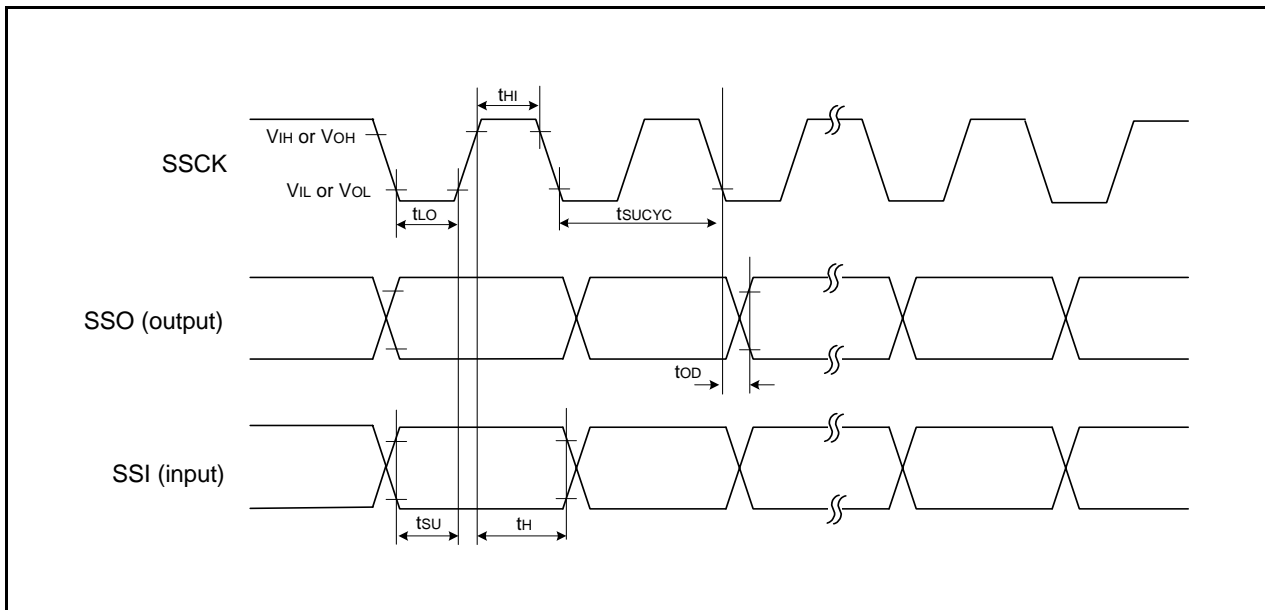 tHI
VIH or VOH
SSCK
VIL or VOL
tLO
tSUCYC
SSO (output)
tOD
SSI (input)
tSU
tH